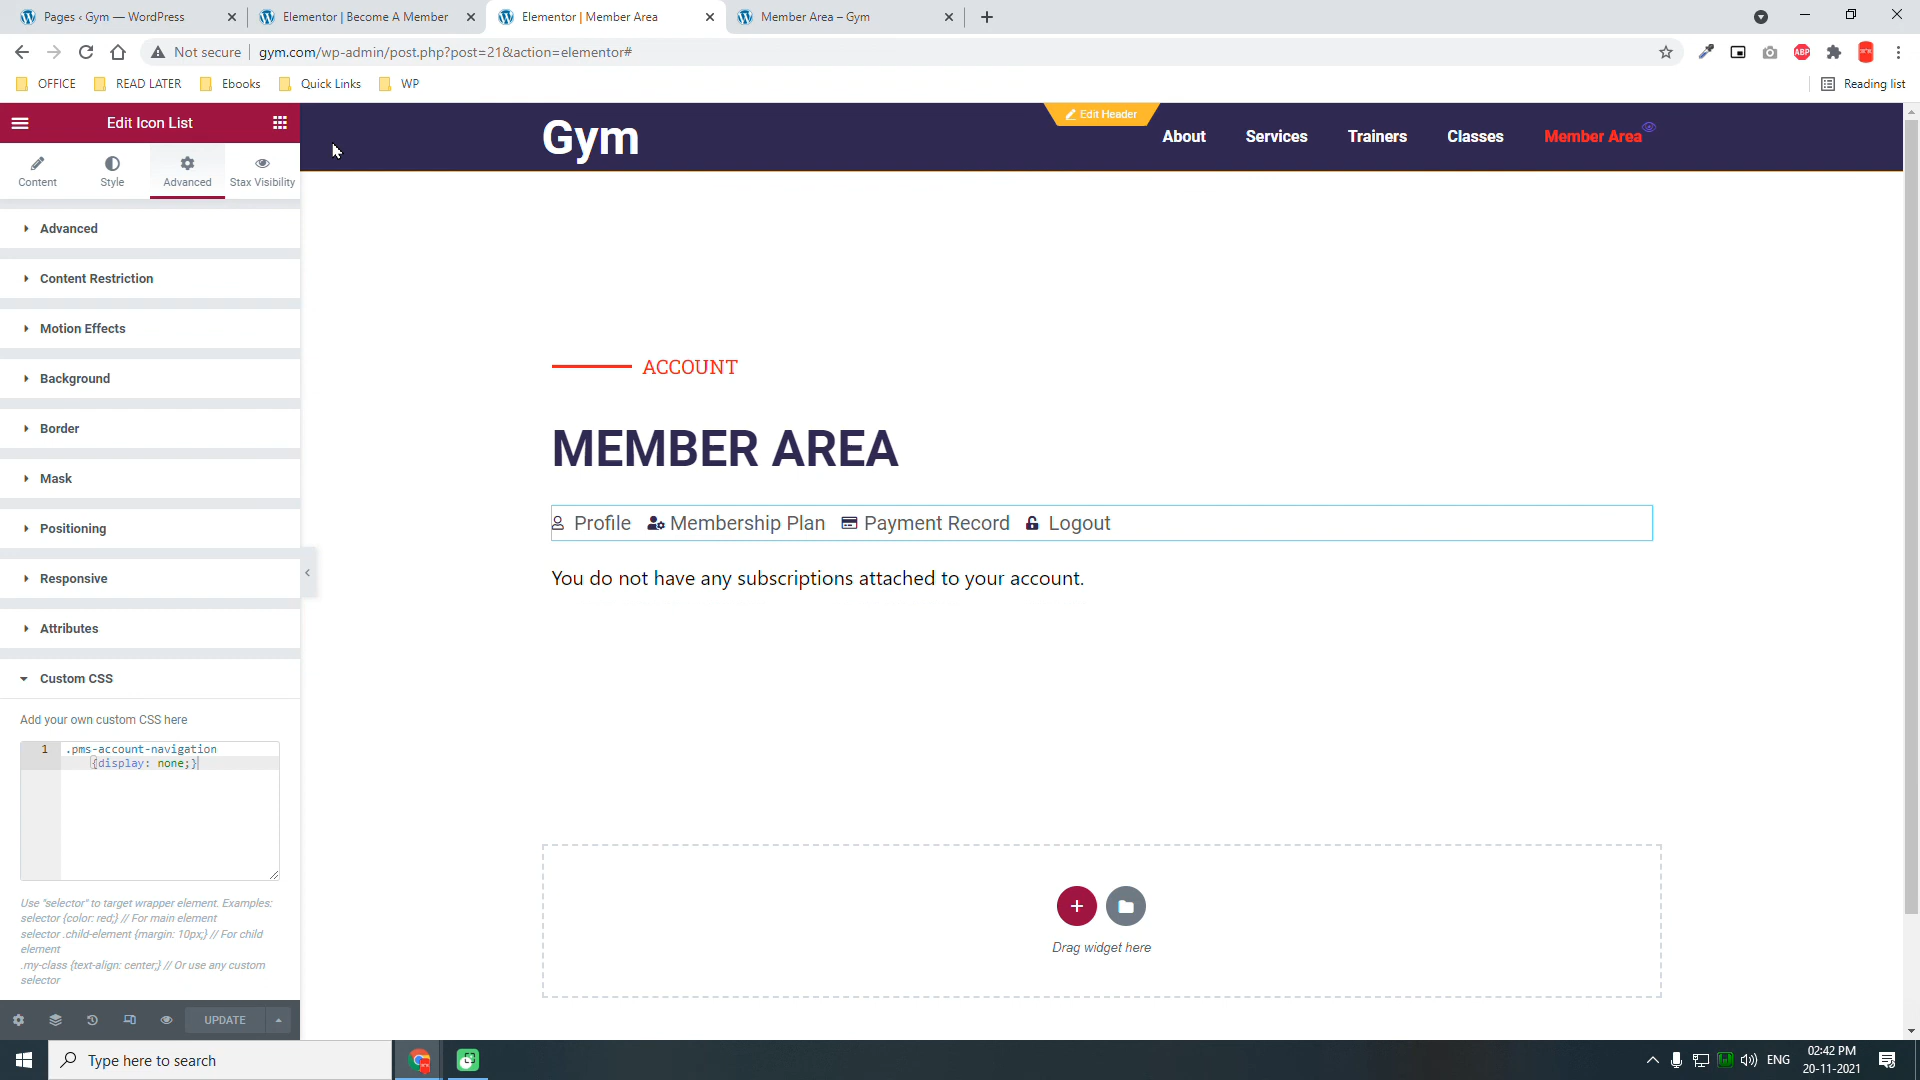 Pages ‹ Gym — WordPress
Elementor | Become A Member
Elementor | Member Area
Member Area – Gym
Not secure
gym.com/wp-admin/post.php?post=21&action=elementor#
ABP
OFFICE
READ LATER
Ebooks
Quick Links
WP
Reading list
Edit Icon List
Content
Style
Advanced
Stax Visibility
Advanced
Content Restriction
Motion Effects
Background
Border
Mask
Positioning
Responsive
Attributes
Custom CSS
Add your own custom CSS here
1
.pms-account-navigation
{display: none;}
Use "selector" to target wrapper element. Examples:
selector {color: red;} // For main element
selector .child-element {margin: 10px;} // For child
element
.my-class {text-align: center;} // Or use any custom
selector
UPDATE
Gym
Edit Header
About
Services
Trainers
Classes
Member Area
ACCOUNT
MEMBER AREA
Profile
Membership Plan
Payment Record
Logout
You do not have any subscriptions attached to your account.
Drag widget here
Type here to search
ENG
02:42 PM
20-11-2021